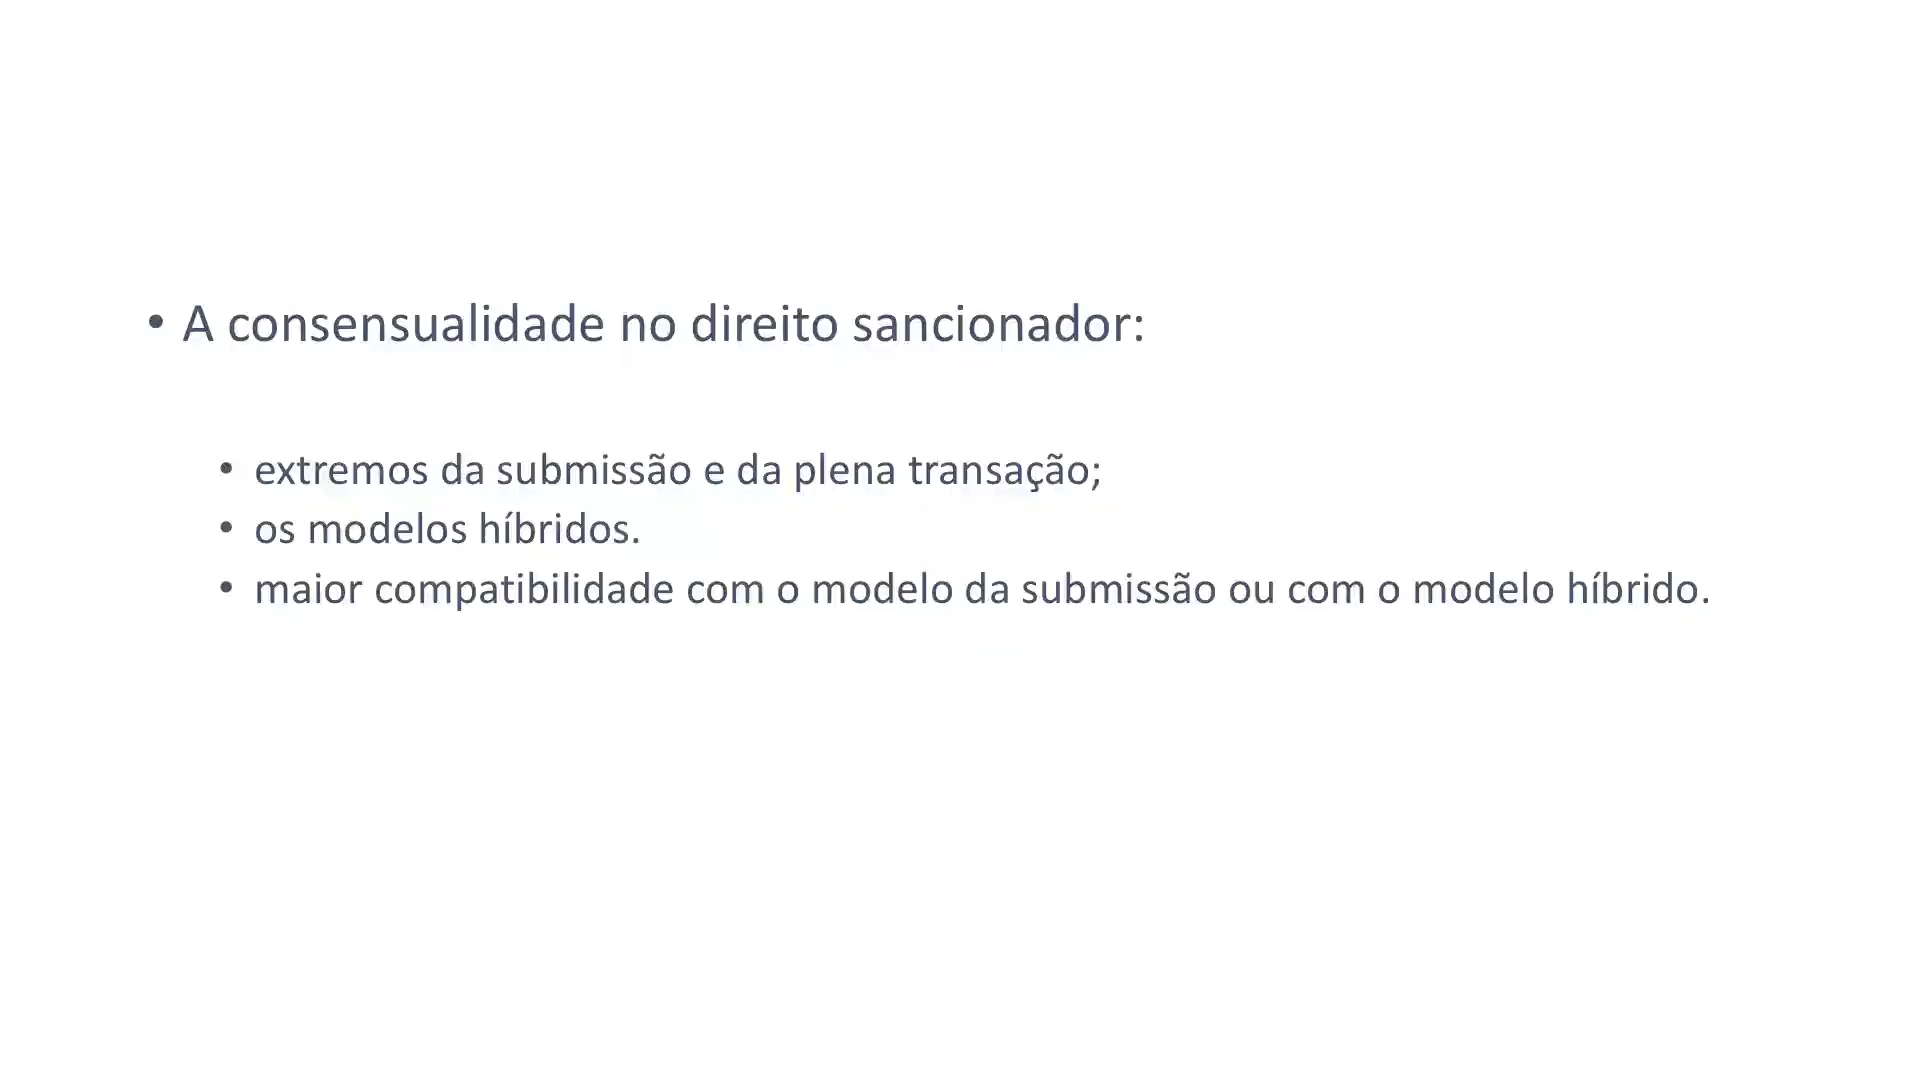 • A consensualidade no direito sancionador:
• extremos da submissão e da plena transação;
• os modelos híbridos.
• maior compatibilidade com o modelo da submissão ou com o modelo híbrido.